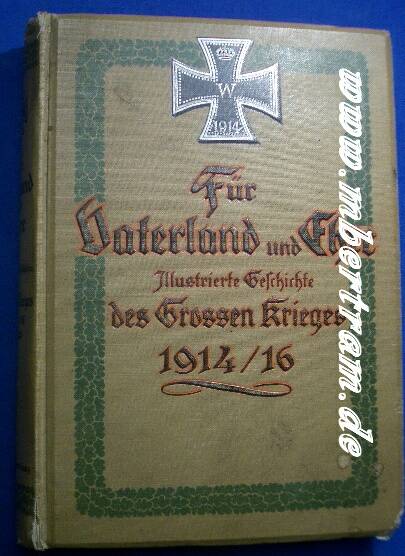 W
1914
Für
Vaterland und Ehre
Illustrierte Geschichte
des Grossen Krieges
1914/16
www.mbertram.de